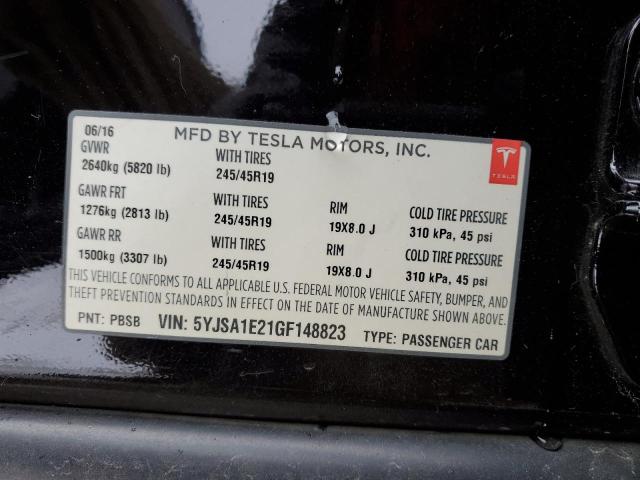 06/16
MFD BY TESLA MOTORS, INC.
GVWR
2640kg (5820 lb)
WITH TIRES
245/45R19
TESLA
GAWR FRT
1276kg (2813 lb)
WITH TIRES
245/45R19
RIM
19X8.0 J
COLD TIRE PRESSURE
310 kPa, 45 psi
GAWR RR
1500kg (3307 lb)
WITH TIRES
245/45R19
RIM
19X8.0 J
COLD TIRE PRESSURE
310 kPa, 45 psi
THIS VEHICLE CONFORMS TO ALL APPLICABLE U.S. FEDERAL MOTOR VEHICLE SAFETY, BUMPER, AND
THEFT PREVENTION STANDARDS IN EFFECT ON THE DATE OF MANUFACTURE SHOWN ABOVE.
PNT: PBSB VIN: 5YJSA1E21GF148823 TYPE: PASSENGER CAR